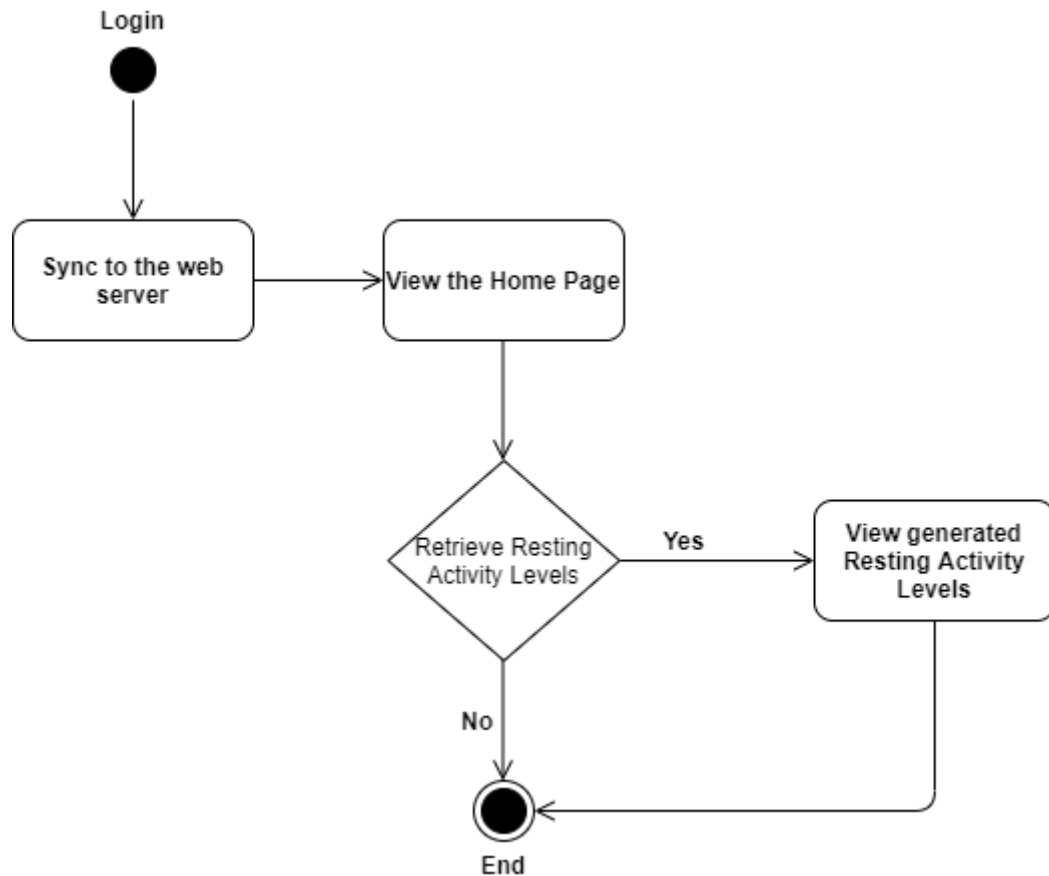 Login
Sync to the web
server
View the Home Page
Retrieve Resting
Activity Levels
Yes
View generated
Resting Activity
Levels
No
End